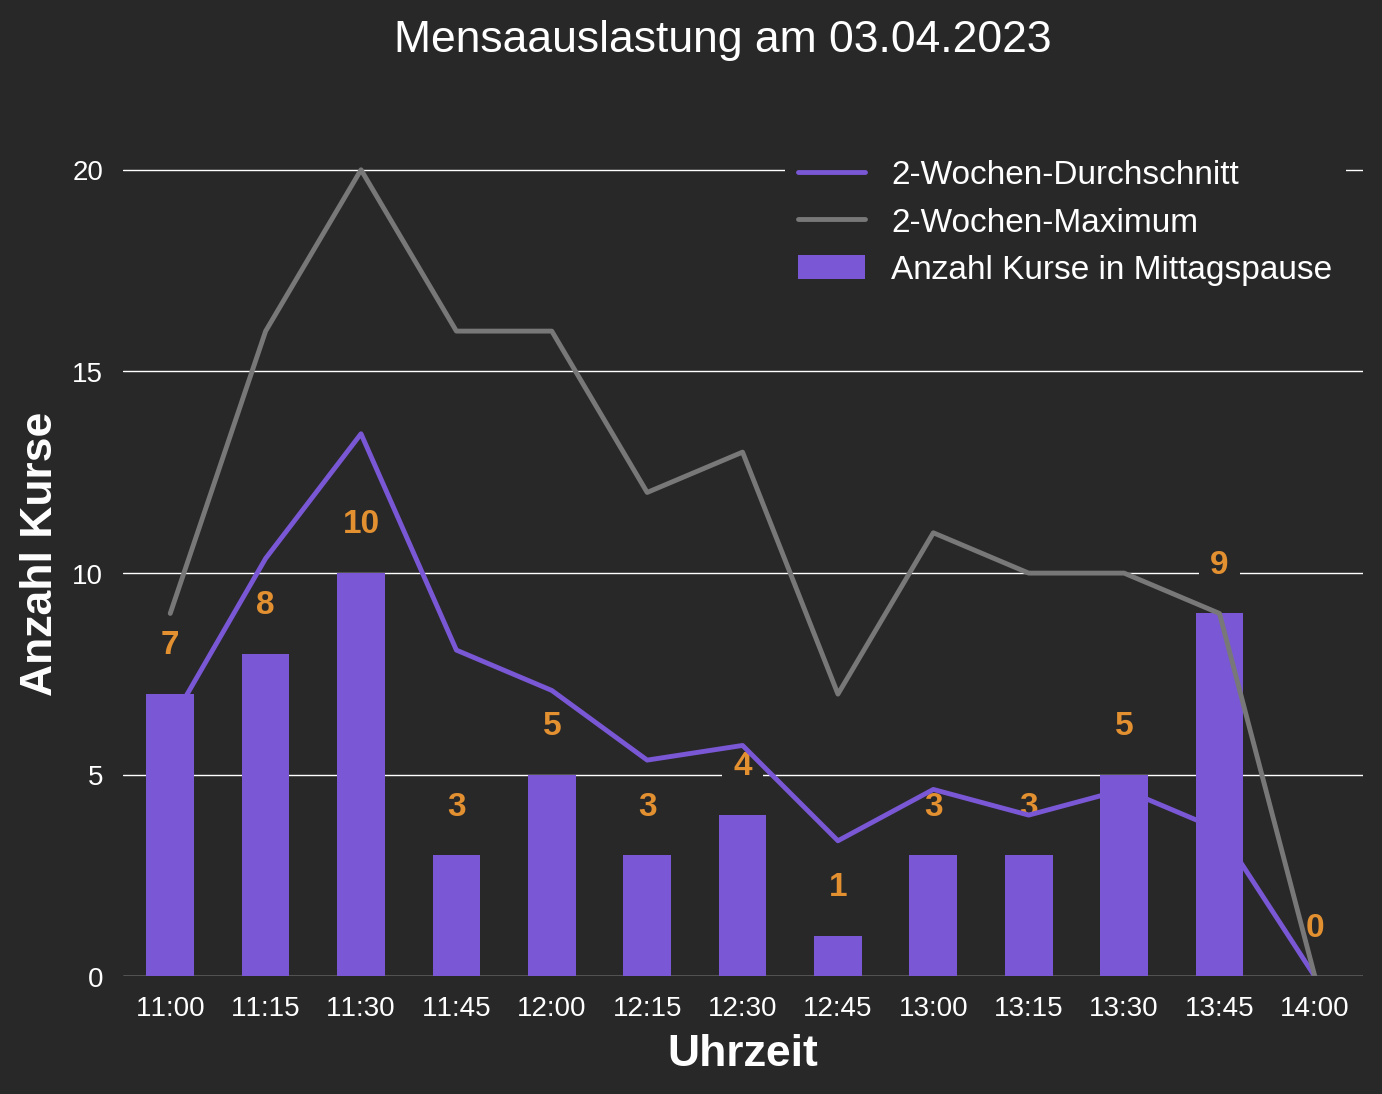 Mensaauslastung am 03.04.2023
2-Wochen-Durchschnitt
2-Wochen-Maximum
Anzahl Kurse in Mittagspause
Anzahl Kurse
20
15
10
5
0
7
8
10
3
5
3
4
1
3
3
5
9
0
11:00 11:15 11:30 11:45 12:00 12:15 12:30 12:45 13:00 13:15 13:30 13:45 14:00
Uhrzeit